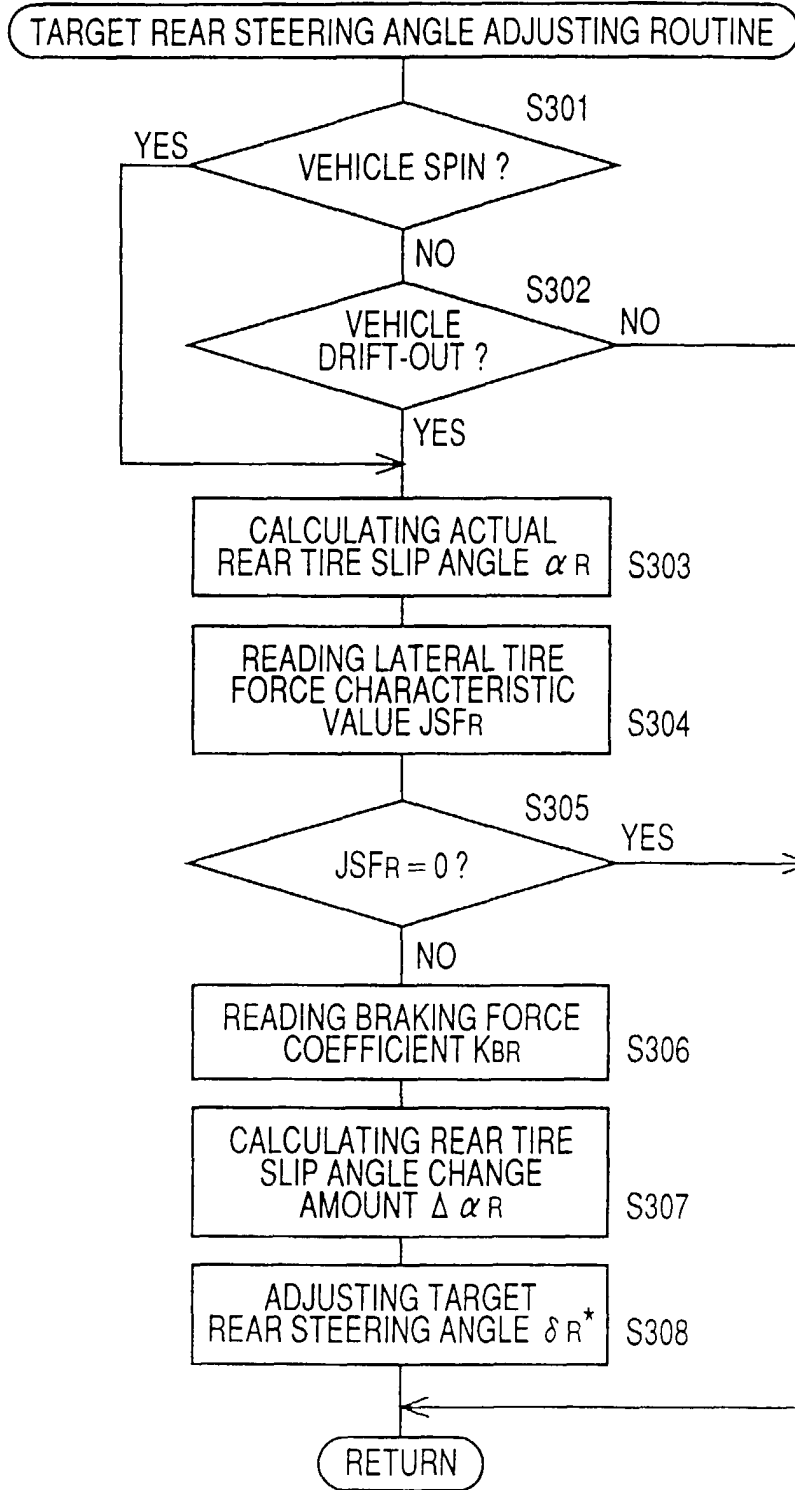 TARGET REAR STEERING ANGLE ADJUSTING ROUTINE
S301
YES
VEHICLE SPIN ?
NO
S302
VEHICLE
DRIFT-OUT ?
NO
YES
CALCULATING ACTUAL
REAR TIRE SLIP ANGLE α R
S303
READING LATERAL TIRE
FORCE CHARACTERISTIC
VALUE JSFR
S304
S305
JSFR = 0 ?
YES
NO
READING BRAKING FORCE
COEFFICIENT KBR
S306
CALCULATING REAR TIRE
SLIP ANGLE CHANGE
AMOUNT Δ α R
S307
ADJUSTING TARGET
REAR STEERING ANGLE δ R*
S308
RETURN